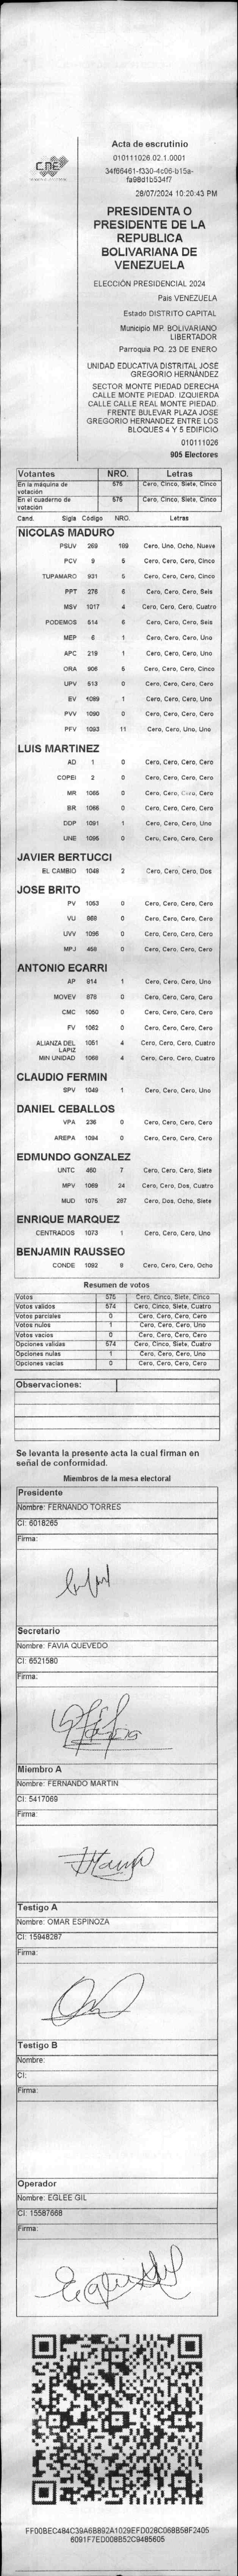 CNE
Acta de escrutinio
010111026.02.1.0001
34f66461-f330-4c06-b15a-
fa98d1b534f7
28/07/2024 10:20:43 PM
PRESIDENTA O
PRESIDENTE DE LA
REPUBLICA
BOLIVARIANA DE
VENEZUELA
ELECCIÓN PRESIDENCIAL 2024
País VENEZUELA
Estado DISTRITO CAPITAL
Municipio MP. BOLIVARIANO
LIBERTADOR
Parroquia PQ. 23 DE ENERO
UNIDAD EDUCATIVA DISTRITAL JOSÉ
GREGORIO HERNÁNDEZ
SECTOR MONTE PIEDAD DERECHA
CALLE MONTE PIEDAD. IZQUIERDA
CALLE CALLE REAL MONTE PIEDAD.
FRENTE BULEVAR PLAZA JOSE
GREGORIO HERNANDEZ ENTRE LOS
BLOQUES 4 Y 5 EDIFICIO
010111026
905 Electores
Votantes NRO. Letras
En la máquina de votación 575 Cero, Cinco, Siete, Cinco
En el cuaderno de votación 575 Cero, Cinco, Siete, Cinco
Cand. Sigla Código NRO. Letras
NICOLAS MADURO
PSUV 269 189 Cero, Uno, Ocho, Nueve
PCV 9 5 Cero, Cero, Cero, Cinco
TUPAMARO 931 5 Cero, Cero, Cero, Cinco
PPT 276 6 Cero, Cero, Cero, Seis
MSV 1017 4 Cero, Cero, Cero, Cuatro
PODEMOS 514 6 Cero, Cero, Cero, Seis
MEP 6 1 Cero, Cero, Cero, Uno
APC 219 1 Cero, Cero, Cero, Uno
ORA 906 5 Cero, Cero, Cero, Cinco
UPV 513 0 Cero, Cero, Cero, Cero
EV 1089 1 Cero, Cero, Cero, Uno
PVV 1090 0 Cero, Cero, Cero, Cero
PFV 1093 11 Cero, Cero, Uno, Uno
LUIS MARTINEZ
AD 1 0 Cero, Cero, Cero, Cero
COPEI 2 0 Cero, Cero, Cero, Cero
MR 1065 0 Cero, Cero, Cero, Cero
BR 1066 0 Cero, Cero, Cero, Cero
DDP 1091 1 Cero, Cero, Cero, Uno
UNE 1095 0 Cero, Cero, Cero, Cero
JAVIER BERTUCCI
EL CAMBIO 1048 2 Cero, Cero, Cero, Dos
JOSE BRITO
PV 1053 0 Cero, Cero, Cero, Cero
VU 868 0 Cero, Cero, Cero, Cero
UVV 1096 0 Cero, Cero, Cero, Cero
MPJ 458 0 Cero, Cero, Cero, Cero
ANTONIO ECARRI
AP 914 1 Cero, Cero, Cero, Uno
MOVEV 878 0 Cero, Cero, Cero, Cero
CMC 1050 0 Cero, Cero, Cero, Cero
FV 1062 0 Cero, Cero, Cero, Cero
ALIANZA DEL LAPIZ 1051 4 Cero, Cero, Cero, Cuatro
MIN UNIDAD 1068 4 Cero, Cero, Cero, Cuatro
CLAUDIO FERMIN
SPV 1049 1 Cero, Cero, Cero, Uno
DANIEL CEBALLOS
VPA 236 0 Cero, Cero, Cero, Cero
AREPA 1094 0 Cero, Cero, Cero, Cero
EDMUNDO GONZALEZ
UNTC 460 7 Cero, Cero, Cero, Siete
MPV 1069 24 Cero, Cero, Dos, Cuatro
MUD 1075 287 Cero, Dos, Ocho, Siete
ENRIQUE MARQUEZ
CENTRADOS 1073 1 Cero, Cero, Cero, Uno
BENJAMIN RAUSSEO
CONDE 1092 8 Cero, Cero, Cero, Ocho
Resumen de votos
Votos 575 Cero, Cinco, Siete, Cinco
Votos validos 574 Cero, Cinco, Siete, Cuatro
Votos parciales 0 Cero, Cero, Cero, Cero
Votos nulos 1 Cero, Cero, Cero, Uno
Votos vacios 0 Cero, Cero, Cero, Cero
Opciones validas 574 Cero, Cinco, Siete, Cuatro
Opciones nulas 1 Cero, Cero, Cero, Uno
Opciones vacias 0 Cero, Cero, Cero, Cero
Observaciones:
Se levanta la presente acta la cual firman en
señal de conformidad.
Miembros de la mesa electoral
Presidente
Nombre: FERNANDO TORRES
CI: 6018265
Firma:
Secretario
Nombre: FAVIA QUEVEDO
CI: 6521580
Firma:
Miembro A
Nombre: FERNANDO MARTIN
CI: 5417069
Firma:
Testigo A
Nombre: OMAR ESPINOZA
CI: 15948287
Firma:
Testigo B
Nombre:
CI:
Firma:
Operador
Nombre: EGLEE GIL
CI: 15587668
Firma:
FF00BEC484C39A6B892A1029EFD028C068B58F2405
6091F7ED008B52C9485605